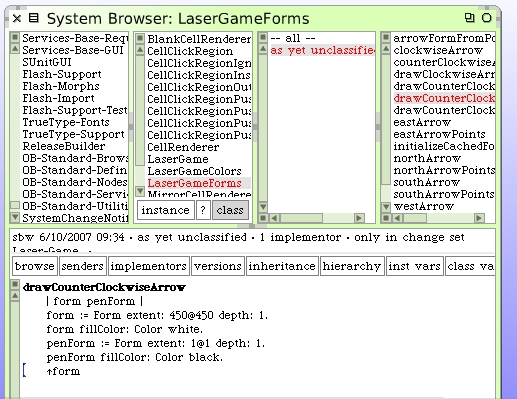 System Browser: LaserGameForms
Services-Base-Requ
Services-Base-GUI
SUnitGUI
Flash-Support
Flash-Morphs
Flash-Import
Flash-Support-Test
TrueType-Fonts
TrueType-Support
ReleaseBuilder
OB-Standard-Brows
OB-Standard-Defin
OB-Standard-Nodes
OB-Standard-Servic
OB-Standard-Utiliti
SystemChangeNotif
BlankCellRenderer
CellClickRegion
CellClickRegionIgn
CellClickRegionIns
CellClickRegionOut
CellClickRegionPus
CellClickRegionPus
CellClickRegionPus
CellRenderer
LaserGame
LaserGameColors
LaserGameForms
MirrorCellRenderer
instance ? class
-- all --
as yet unclassifie
arrowFormFromPo
clockwiseArrow
counterClockwiseA
drawClockwiseArr
drawCounterClock
drawCounterClock
drawCounterClock
eastArrow
eastArrowPoints
initializeCachedFo
northArrow
northArrowPoints
southArrow
southArrowPoints
westArrow
sbw 6/10/2007 09:34 · as yet unclassified · 1 implementor · only in change set
Laser-Game ·
browse senders implementors versions inheritance hierarchy inst vars class va
drawCounterClockwiseArrow
| form penForm |
form := Form extent: 450@450 depth: 1.
form fillColor: Color white.
penForm := Form extent: 1@1 depth: 1.
penForm fillColor: Color black.
↑form